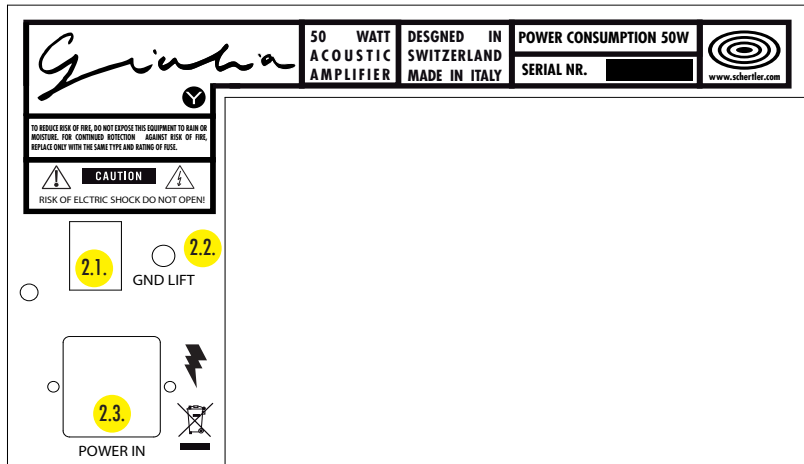 Giulia
Y
50 WATT
ACOUSTIC
AMPLIFIER
DESGNED IN
SWITZERLAND
MADE IN ITALY
POWER CONSUMPTION 50W
SERIAL NR.
www.schertler.com
TO REDUCE RISK OF FIRE, DO NOT EXPOSE THIS EQUIPMENT TO RAIN OR
MOISTURE. FOR CONTINUED ROTECTION AGAINST RISK OF FIRE,
REPLACE ONLY WITH THE SAME TYPE AND RATING OF FUSE.
CAUTION
RISK OF ELCTRIC SHOCK DO NOT OPEN!
2.1.
2.2.
GND LIFT
2.3.
POWER IN